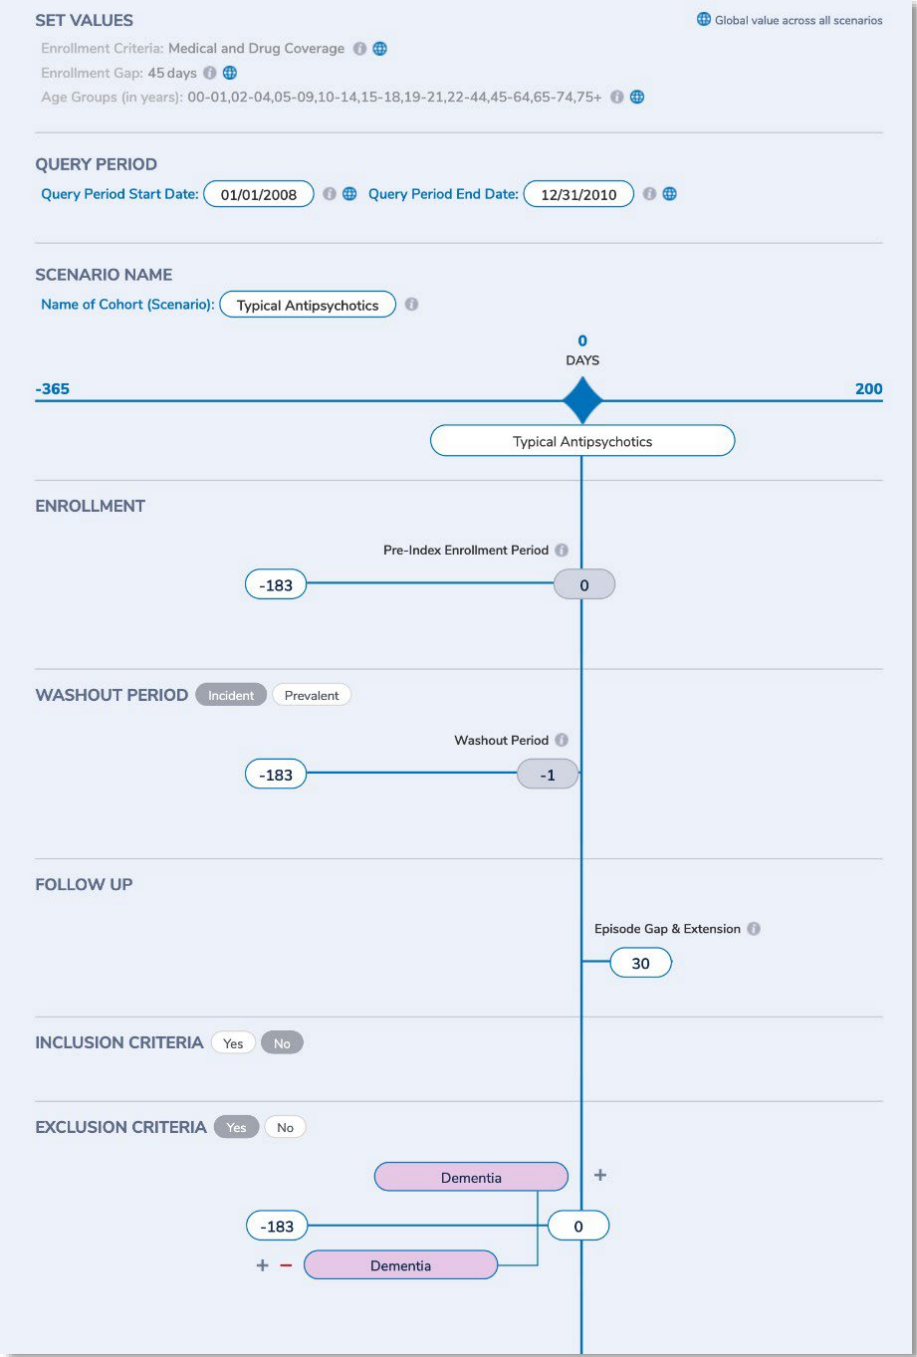 SET VALUES
Global value across all scenarios
Enrollment Criteria: Medical and Drug Coverage
Enrollment Gap: 45 days
Age Groups (in years): 00-01,02-04,05-09,10-14,15-18,19-21,22-44,45-64,65-74,75+
QUERY PERIOD
Query Period Start Date: 01/01/2008 Query Period End Date: 12/31/2010
SCENARIO NAME
Name of Cohort (Scenario): Typical Antipsychotics
0
DAYS
-365 200
Typical Antipsychotics
ENROLLMENT
Pre-Index Enrollment Period
-183 0
WASHOUT PERIOD Incident Prevalent
Washout Period
-183 -1
FOLLOW UP
Episode Gap & Extension
30
INCLUSION CRITERIA Yes No
EXCLUSION CRITERIA Yes No
Dementia +
-183 0
+ − Dementia